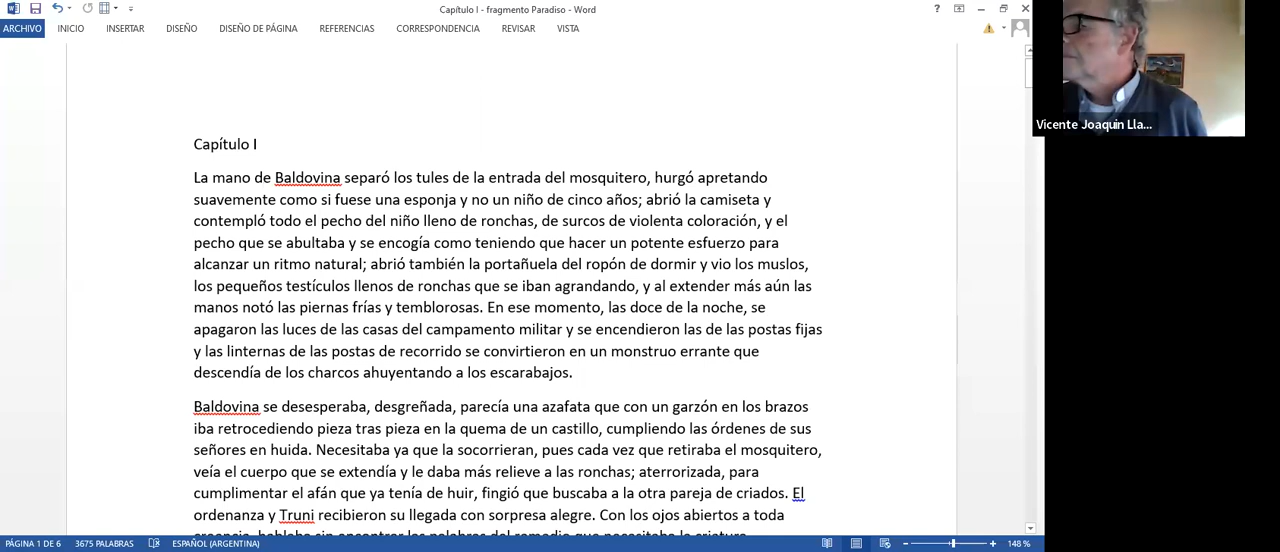 Capítulo I - fragmento Paradiso - Word
ARCHIVO INICIO INSERTAR DISEÑO DISEÑO DE PÁGINA REFERENCIAS CORRESPONDENCIA REVISAR VISTA
Vicente Joaquin Lla...
Capítulo I
La mano de Baldovina separó los tules de la entrada del mosquitero, hurgó apretando
suavemente como si fuese una esponja y no un niño de cinco años; abrió la camiseta y
contempló todo el pecho del niño lleno de ronchas, de surcos de violenta coloración, y el
pecho que se abultaba y se encogía como teniendo que hacer un potente esfuerzo para
alcanzar un ritmo natural; abrió también la portañuela del ropón de dormir y vio los muslos,
los pequeños testículos llenos de ronchas que se iban agrandando, y al extender más aún las
manos notó las piernas frías y temblorosas. En ese momento, las doce de la noche, se
apagaron las luces de las casas del campamento militar y se encendieron las de las postas fijas
y las linternas de las postas de recorrido se convirtieron en un monstruo errante que
descendía de los charcos ahuyentando a los escarabajos.
Baldovina se desesperaba, desgreñada, parecía una azafata que con un garzón en los brazos
iba retrocediendo pieza tras pieza en la quema de un castillo, cumpliendo las órdenes de sus
señores en huida. Necesitaba ya que la socorrieran, pues cada vez que retiraba el mosquitero,
veía el cuerpo que se extendía y le daba más relieve a las ronchas; aterrorizada, para
cumplimentar el afán que ya tenía de huir, fingió que buscaba a la otra pareja de criados. El
ordenanza y Truni recibieron su llegada con sorpresa alegre. Con los ojos abiertos a toda
creencia, hablaba sin encontrar las palabras del remedio que necesitaba la criatura
PÁGINA 1 DE 6 3675 PALABRAS ESPAÑOL (ARGENTINA) 148 %